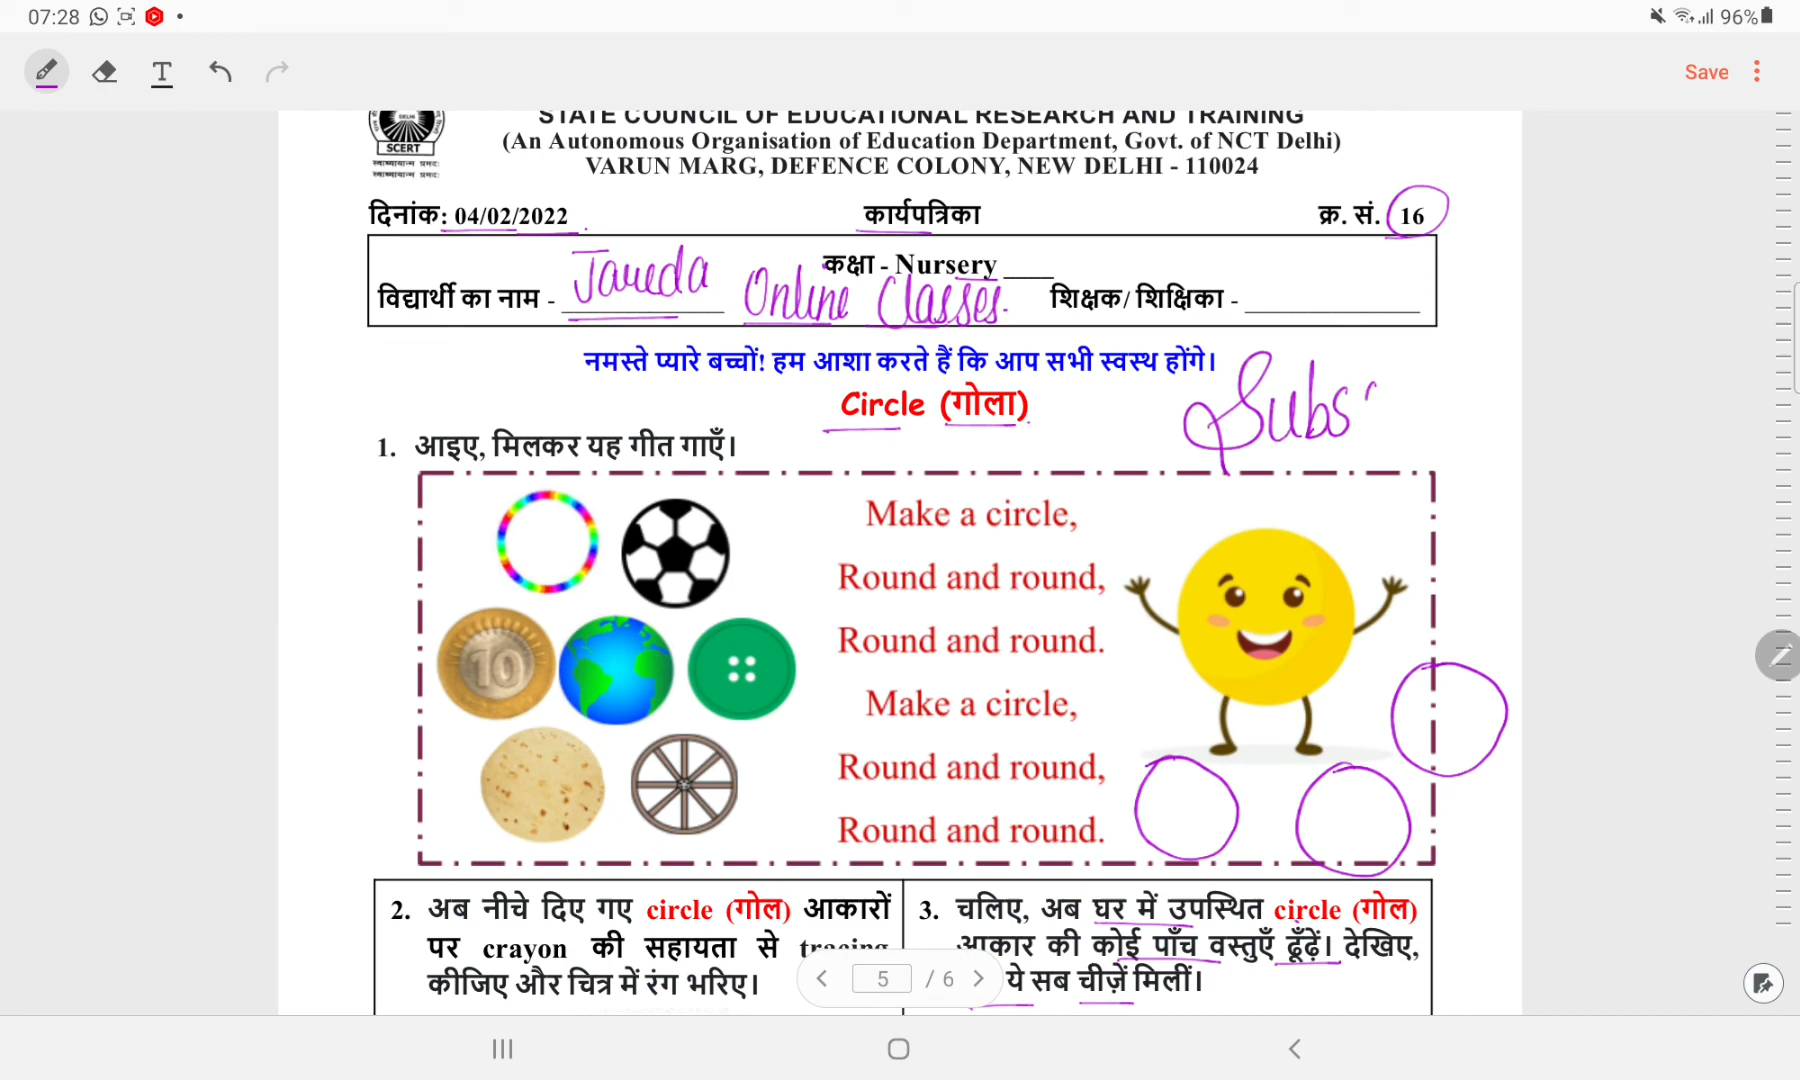 07:28
96%
Save
STATE COUNCIL OF EDUCATIONAL RESEARCH AND TRAINING
(An Autonomous Organisation of Education Department, Govt. of NCT Delhi)
VARUN MARG, DEFENCE COLONY, NEW DELHI - 110024
DELHI
SCERT
दिनांक: 04/02/2022 कार्यपत्रिका क्र. सं. 16
कक्षा - Nursery ____
विद्यार्थी का नाम - Online Classes. शिक्षक/ शिक्षिका - ____
नमस्ते प्यारे बच्चों! हम आशा करते हैं कि आप सभी स्वस्थ होंगे।
Subs
Circle (गोला)
1. आइए, मिलकर यह गीत गाएँ।
Make a circle,
Round and round,
Round and round.
Make a circle,
Round and round,
Round and round.
10
2. अब नीचे दिए गए circle (गोल) आकारों
पर crayon की सहायता से tracing
कीजिए और चित्र में रंग भरिए।
3. चलिए, अब घर में उपस्थित circle (गोल)
आकार की कोई पाँच वस्तुएँ ढूँढ़ें। देखिए,
ये सब चीज़ें मिलीं।
5 / 6